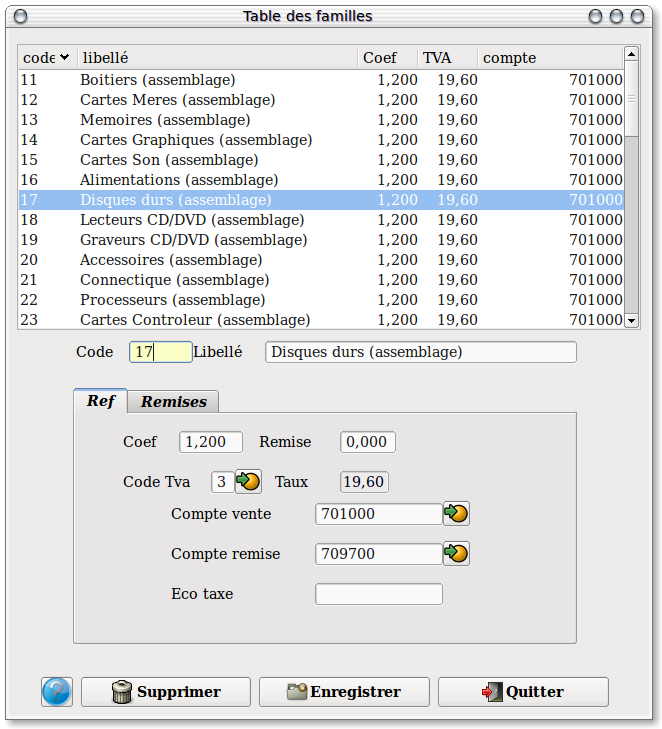 Table des familles
code libellé Coef TVA compte
11 Boitiers (assemblage) 1,200 19,60 701000
12 Cartes Meres (assemblage) 1,200 19,60 701000
13 Memoires (assemblage) 1,200 19,60 701000
14 Cartes Graphiques (assemblage) 1,200 19,60 701000
15 Cartes Son (assemblage) 1,200 19,60 701000
16 Alimentations (assemblage) 1,200 19,60 701000
17 Disques durs (assemblage) 1,200 19,60 701000
18 Lecteurs CD/DVD (assemblage) 1,200 19,60 701000
19 Graveurs CD/DVD (assemblage) 1,200 19,60 701000
20 Accessoires (assemblage) 1,200 19,60 701000
21 Connectique (assemblage) 1,200 19,60 701000
22 Processeurs (assemblage) 1,200 19,60 701000
23 Cartes Controleur (assemblage) 1,200 19,60 701000
Code 17 Libellé Disques durs (assemblage)
Ref Remises
Coef 1,200 Remise 0,000
Code Tva 3 Taux 19,60
Compte vente 701000
Compte remise 709700
Eco taxe
? Supprimer Enregistrer Quitter